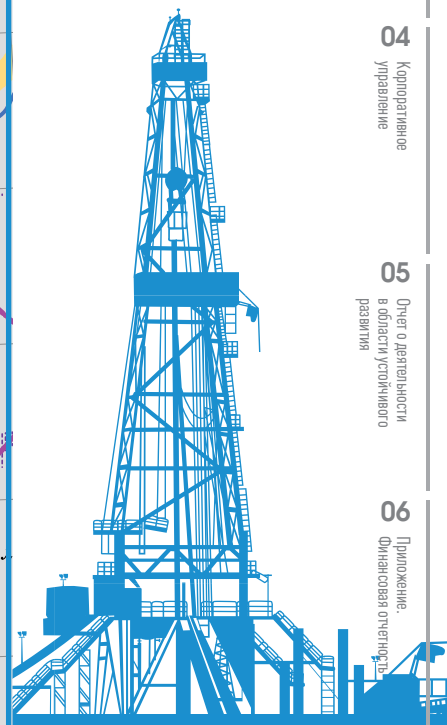 04
Корпоративное
управление
05
Отчет о деятельности
в области устойчивого
развития
06
Приложение.
Финансовая отчетность